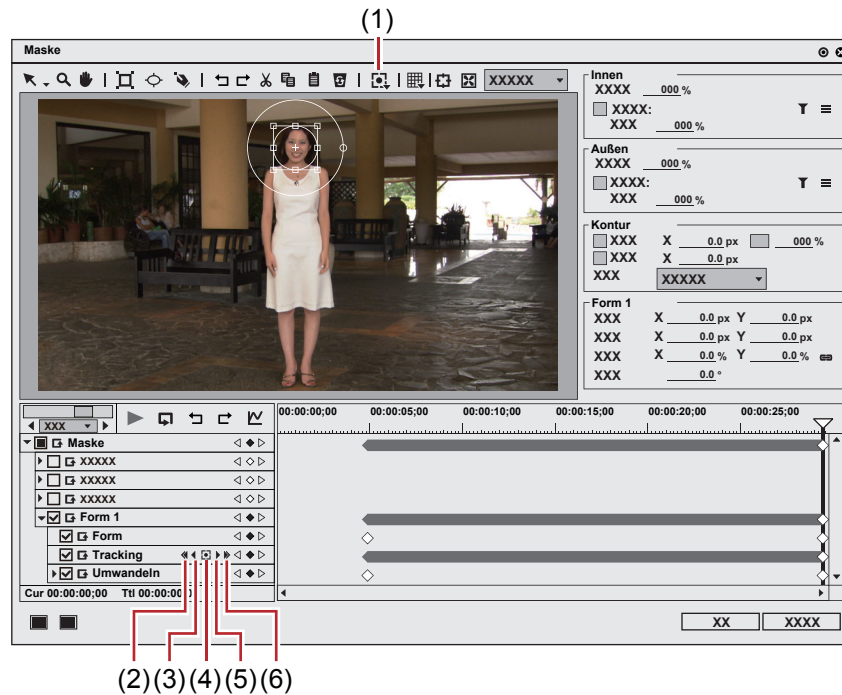 (1)
Maske
XXXXX
Innen
XXXX 000 %
XXXX:
XXX 000 %
Außen
XXXX 000 %
XXXX:
XXX 000 %
Kontur
XXX X 0.0 px 000 %
XXX X 0.0 px
XXX XXXXX
Form 1
XXX X 0.0 px Y 0.0 px
XXX X 0.0 px Y 0.0 px
XXX X 0.0 % Y 0.0 %
XXX 0.0 °
XXX
00:00:00;00 00:00:05;00 00:00:10;00 00:00:15;00 00:00:20;00 00:00:25;00
Maske
XXXXX
XXXXX
XXXXX
Form 1
Form
Tracking
Umwandeln
Cur 00:00:00;00 Ttl 00:00:00;0
XX XXXX
(2) (3) (4) (5) (6)